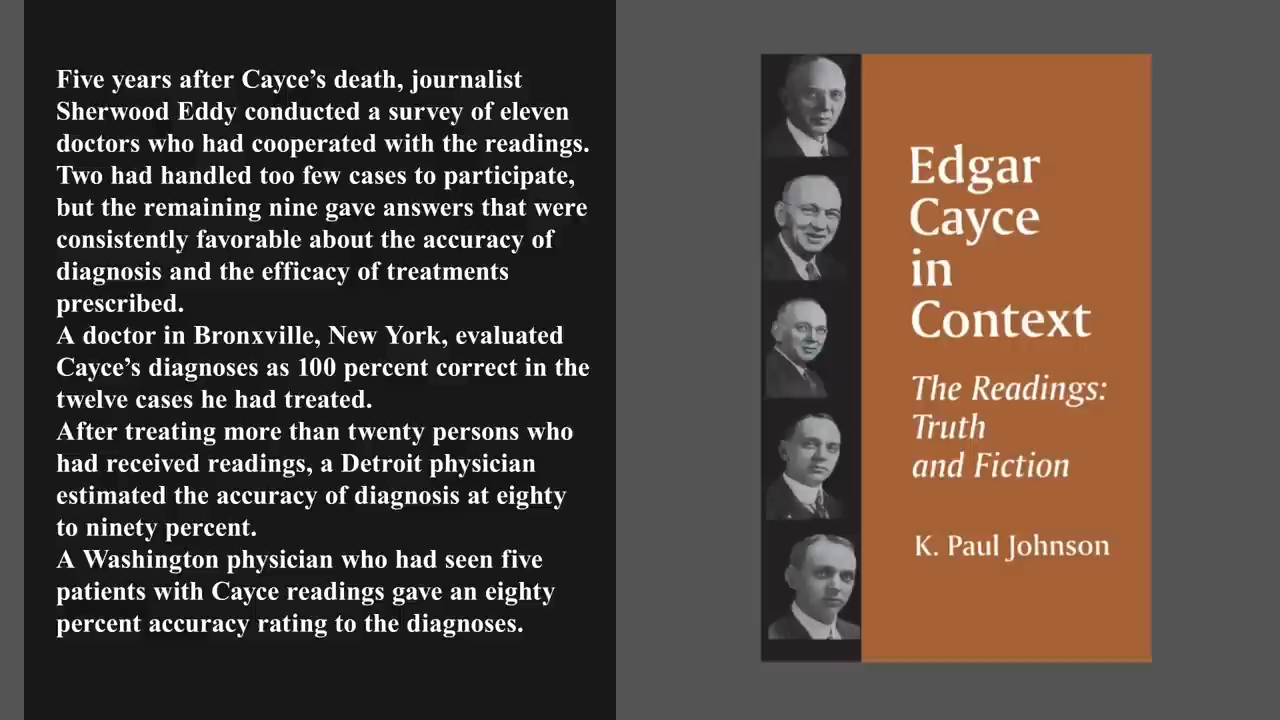 Five years after Cayce’s death, journalist
Sherwood Eddy conducted a survey of eleven
doctors who had cooperated with the readings.
Two had handled too few cases to participate,
but the remaining nine gave answers that were
consistently favorable about the accuracy of
diagnosis and the efficacy of treatments
prescribed.
A doctor in Bronxville, New York, evaluated
Cayce’s diagnoses as 100 percent correct in the
twelve cases he had treated.
After treating more than twenty persons who
had received readings, a Detroit physician
estimated the accuracy of diagnosis at eighty
to ninety percent.
A Washington physician who had seen five
patients with Cayce readings gave an eighty
percent accuracy rating to the diagnoses.
Edgar
Cayce
in
Context
The Readings:
Truth
and Fiction
K. Paul Johnson